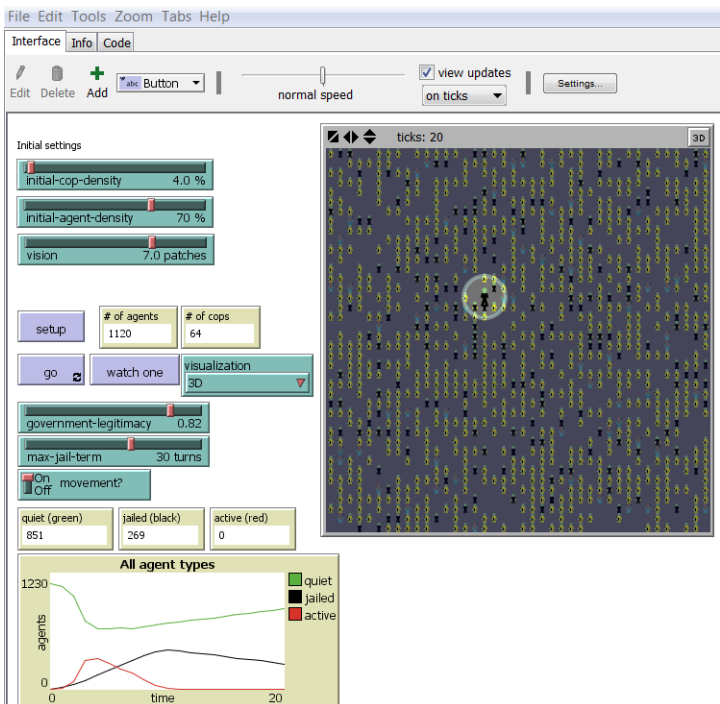 File Edit Tools Zoom Tabs Help
Interface Info Code
Edit Delete Add abc Button normal speed view updates on ticks Settings...
Initial settings
ticks: 20 3D
initial-cop-density 4.0 %
initial-agent-density 70 %
vision 7.0 patches
setup
# of agents 1120
# of cops 64
go
watch one
visualization 3D
government-legitimacy 0.82
max-jail-term 30 turns
On
Off movement?
quiet (green) jailed (black) active (red)
851 269 0
All agent types
1230
agents
0
0 time 20
quiet
jailed
active